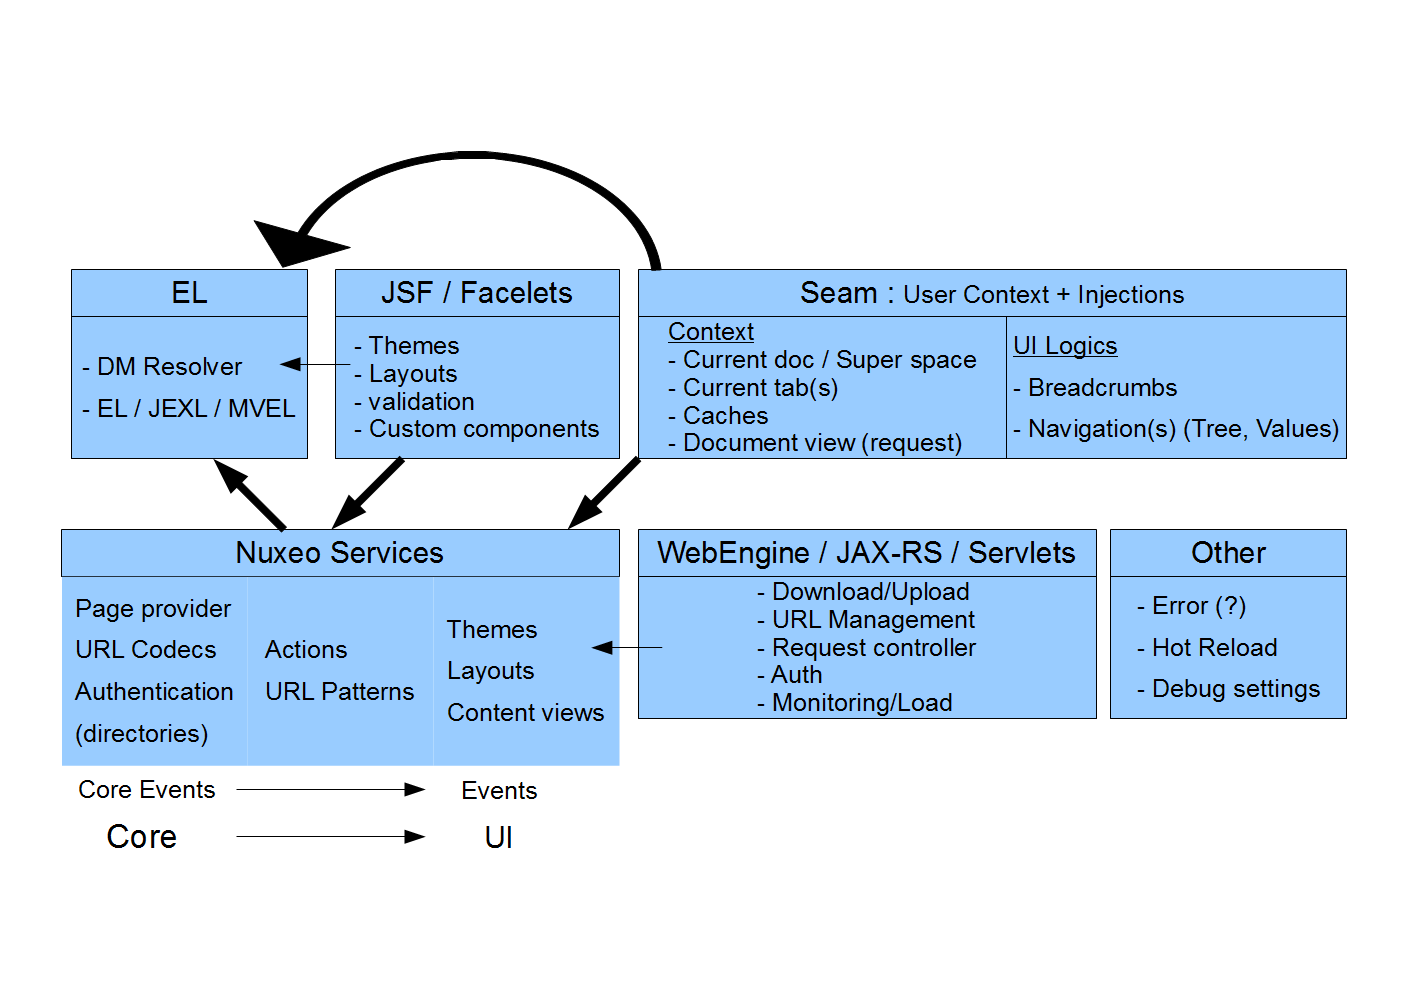 EL
- DM Resolver
- EL / JEXL / MVEL
JSF / Facelets
- Themes
- Layouts
- validation
- Custom components
Seam : User Context + Injections
Context
- Current doc / Super space
- Current tab(s)
- Caches
- Document view (request)
UI Logics
- Breadcrumbs
- Navigation(s) (Tree, Values)
Nuxeo Services
Page provider
URL Codecs
Authentication
(directories)
Actions
URL Patterns
Themes
Layouts
Content views
WebEngine / JAX-RS / Servlets
- Download/Upload
- URL Management
- Request controller
- Auth
- Monitoring/Load
Other
- Error (?)
- Hot Reload
- Debug settings
Core Events
Events
Core
UI